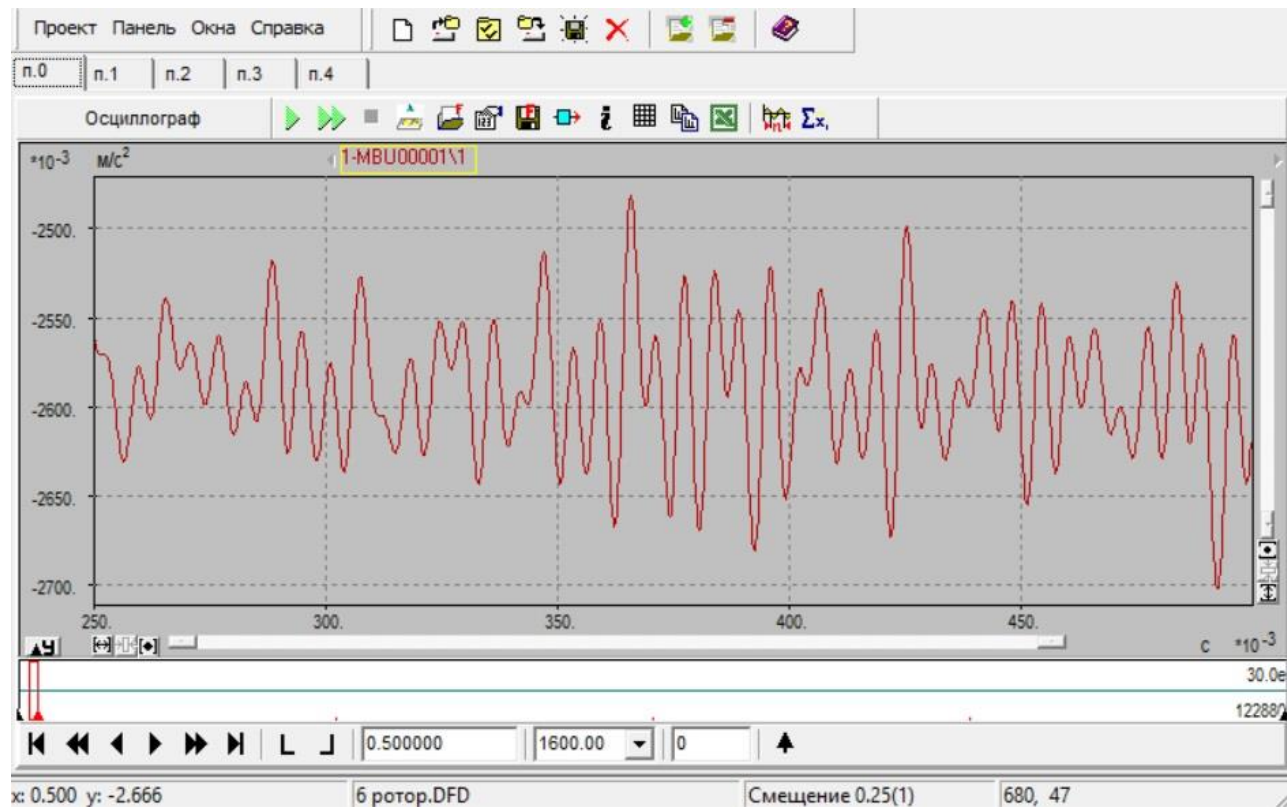 Проект Панель Окна Справка
п.0 п.1 п.2 п.3 п.4
Осциллограф
*10-3 м/с2 1-MBU00001\1
-2500.
-2550.
-2600.
-2650.
-2700.
250. 300. 350. 400. 450. с *10-3
30.0e
122880
0.500000 1600.00 0
x: 0.500 y: -2.666 6 ротор.DFD Смещение 0.25(1) 680, 47